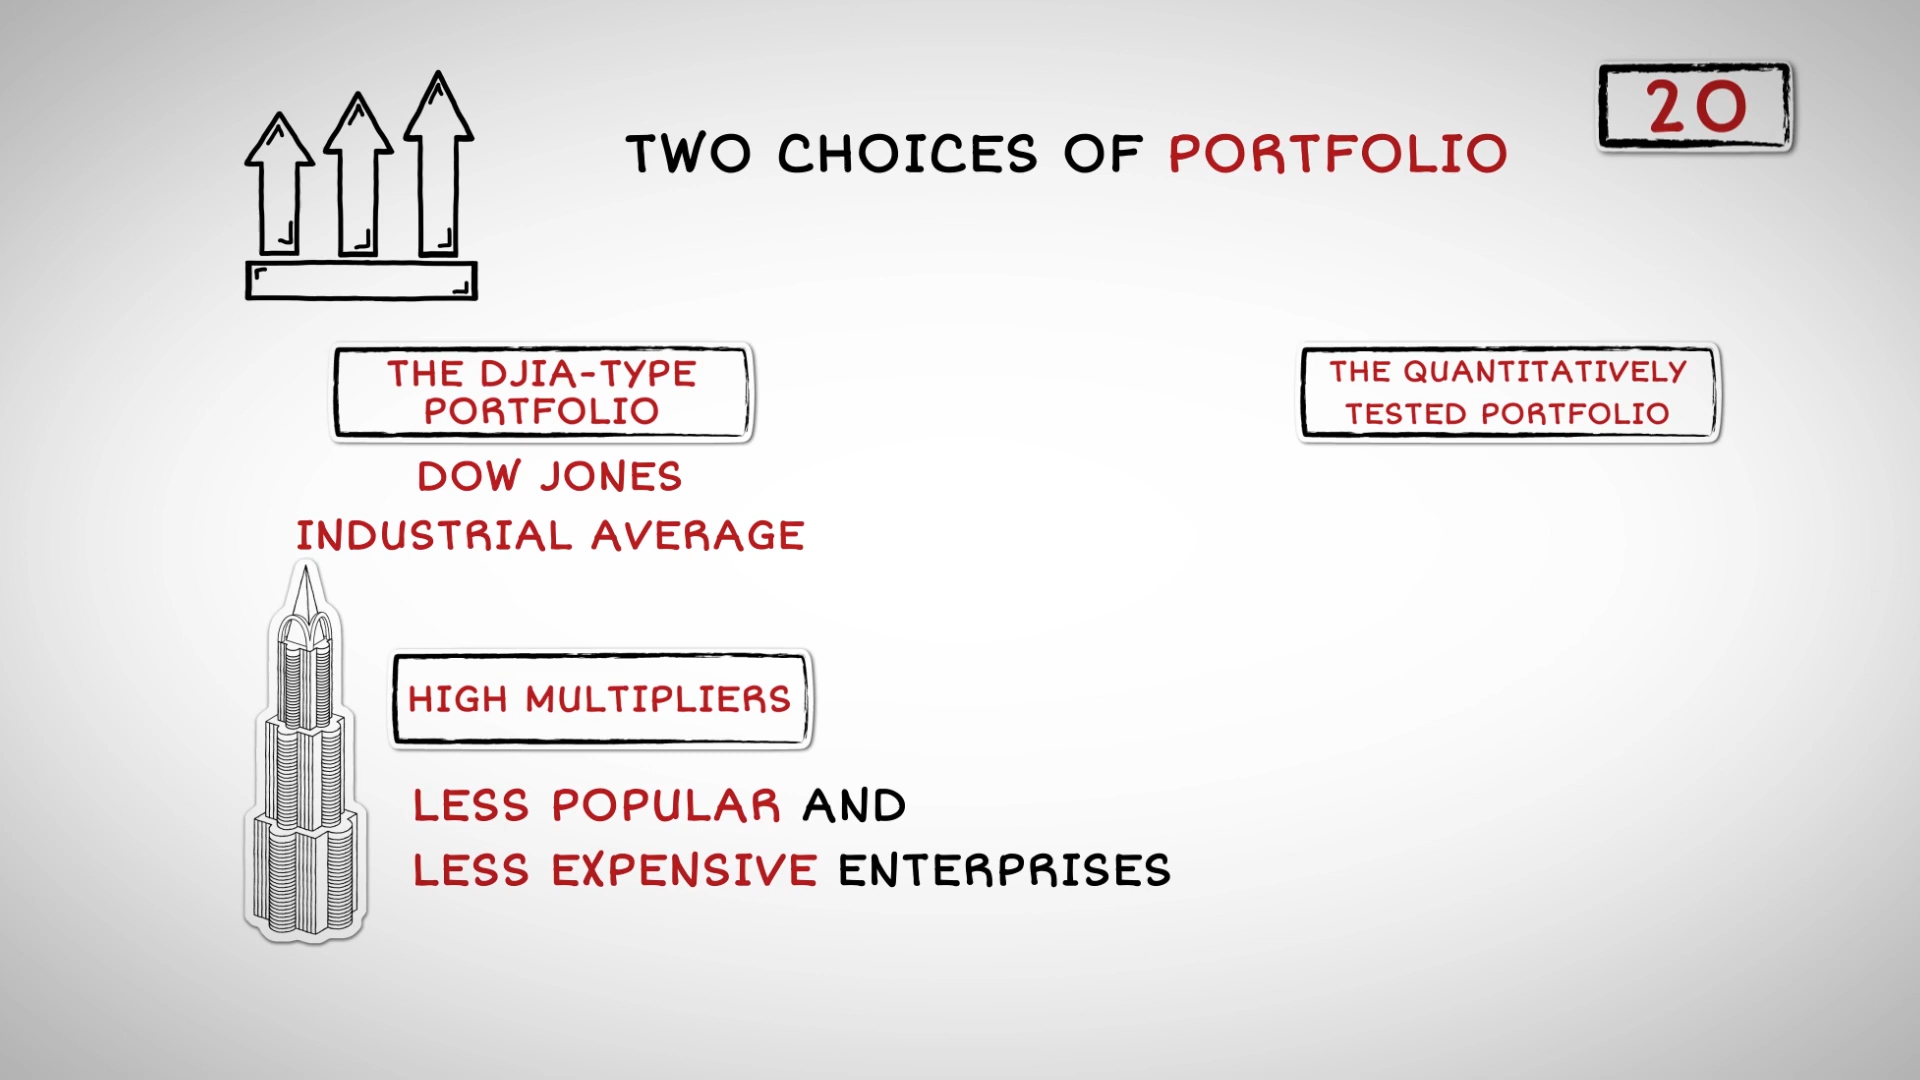 20
TWO CHOICES OF PORTFOLIO
THE DJIA-TYPE
PORTFOLIO
THE QUANTITATIVELY
TESTED PORTFOLIO
DOW JONES
INDUSTRIAL AVERAGE
HIGH MULTIPLIERS
LESS POPULAR AND
LESS EXPENSIVE ENTERPRISES